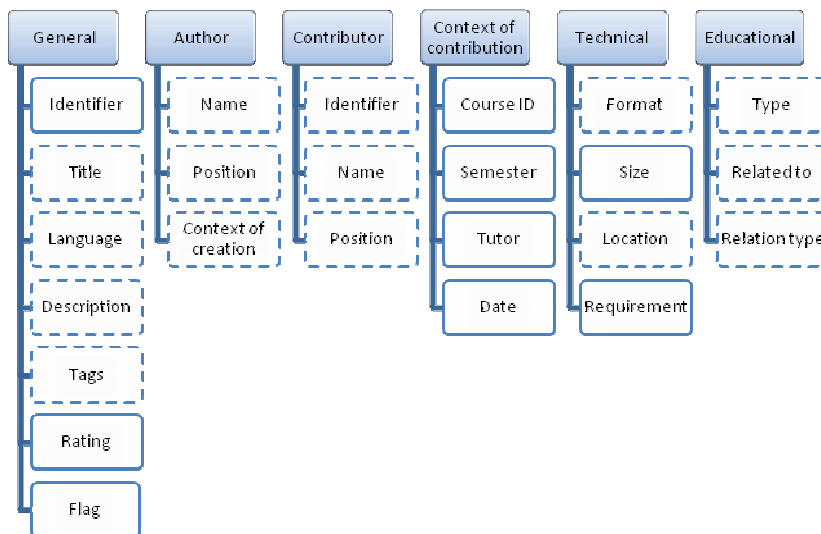 General
Identifier
Title
Language
Description
Tags
Rating
Flag
Author
Name
Position
Context of
creation
Contributor
Identifier
Name
Position
Context of
contribution
Course ID
Semester
Tutor
Date
Technical
Format
Size
Location
Requirement
Educational
Type
Related to
Relation type